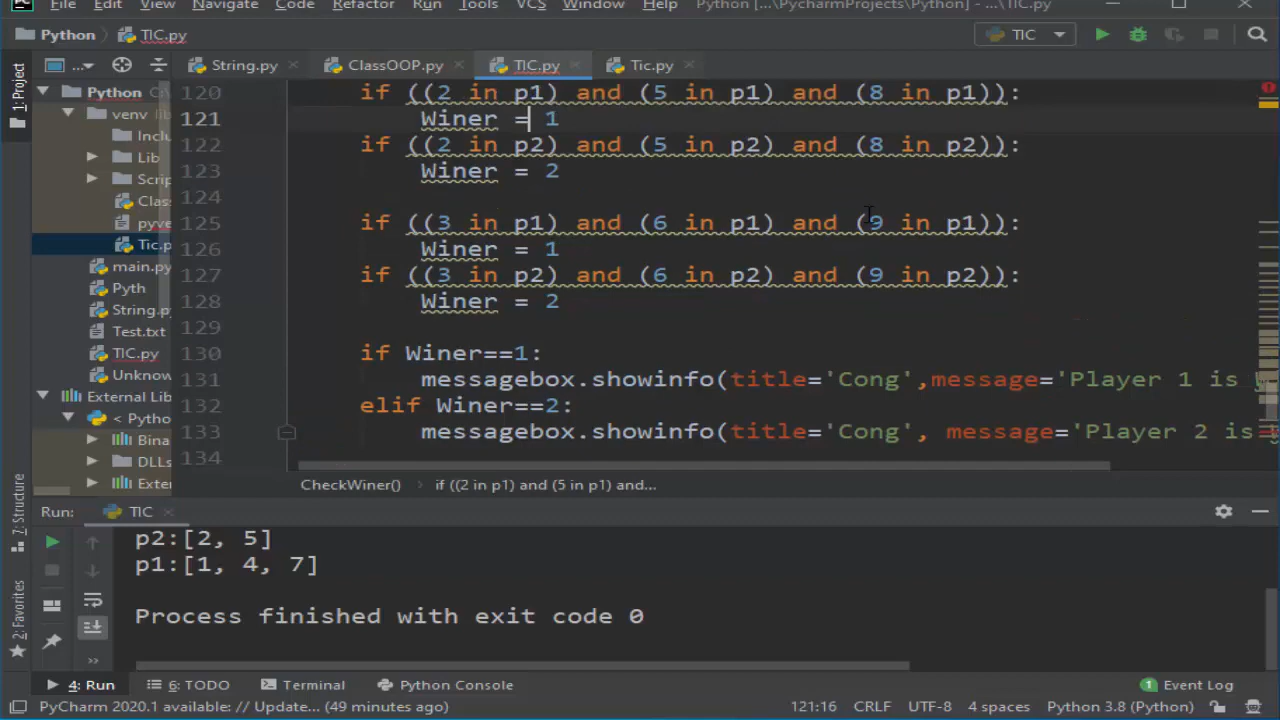 File Edit View Navigate Code Refactor Run Tools VCS Window Help Python [...\PycharmProjects\Python] - ...\TIC.py
Python TIC.py TIC
String.py ClassOOP.py TIC.py Tic.py
1: Project
Python
venv
Inclu
Lib
Scrip
Clas
pyve
Tic.p
main.py
Pyth
String.p
Test.txt
TIC.py
Unknow
External Lib
< Pytho
Bina
DLLs
Exter
120 if ((2 in p1) and (5 in p1) and (8 in p1)):
121 Winer = 1
122 if ((2 in p2) and (5 in p2) and (8 in p2)):
123 Winer = 2
124
125 if ((3 in p1) and (6 in p1) and (9 in p1)):
126 Winer = 1
127 if ((3 in p2) and (6 in p2) and (9 in p2)):
128 Winer = 2
129
130 if Winer==1:
131 messagebox.showinfo(title='Cong',message='Player 1 is
132 elif Winer==2:
133 messagebox.showinfo(title='Cong', message='Player 2 is
134
CheckWiner() › if ((2 in p1) and (5 in p1) and...
Run: TIC
p2:[2, 5]
p1:[1, 4, 7]
Process finished with exit code 0
7: Structure
2: Favorites
4: Run 6: TODO Terminal Python Console 1 Event Log
PyCharm 2020.1 available: // Update... (49 minutes ago) 121:16 CRLF UTF-8 4 spaces Python 3.8 (Python)